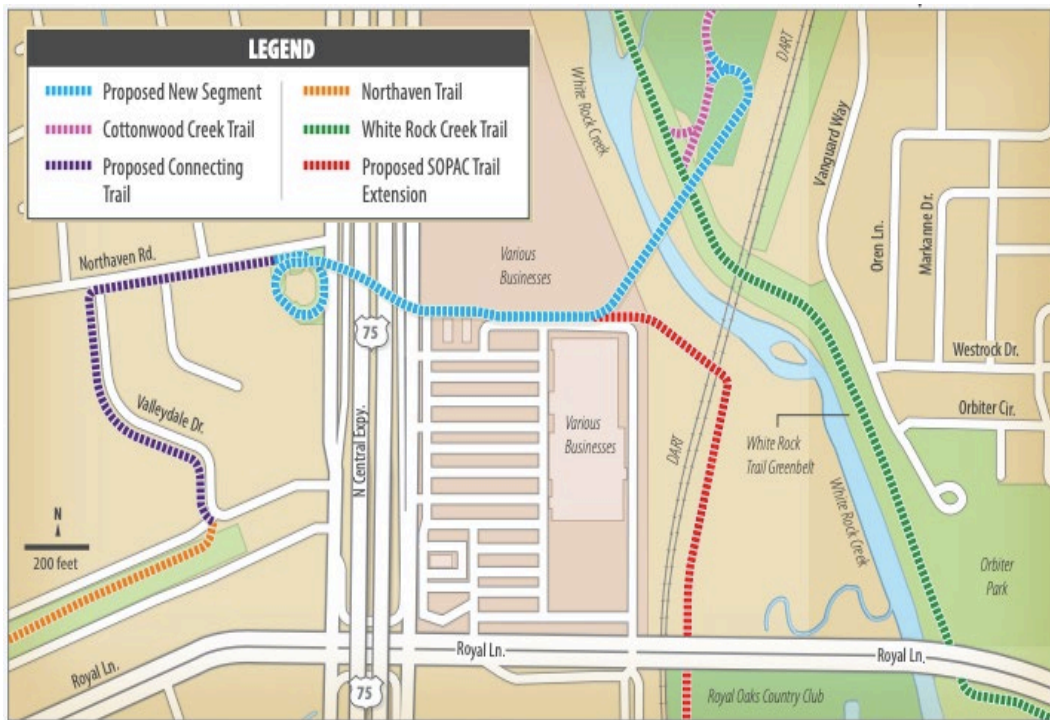 LEGEND
Proposed New Segment
Cottonwood Creek Trail
Proposed Connecting
Trail
Northaven Trail
White Rock Creek Trail
Proposed SOPAC Trail
Extension
White Rock Creek
DART
Vanguard Way
Oren Ln.
Markanne Dr.
Northaven Rd.
Various
Businesses
75
Westrock Dr.
Valleydale Dr.
Orbiter Cir.
N Central Expy.
Various
Businesses
DART
White Rock
Trail Greenbelt
White Rock Creek
N
200 feet
Orbiter
Park
Royal Ln.
Royal Ln.
Royal Ln.
75
Royal Oaks Country Club